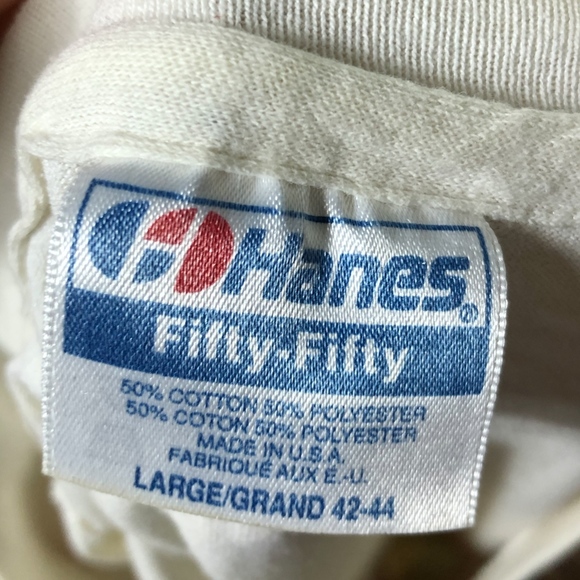 Hanes®
Fifty-Fifty
50% COTTON 50% POLYESTER
50% COTON 50% POLYESTER
MADE IN U.S.A.
FABRIQUÉ AUX É.-U.
LARGE/GRAND 42-44